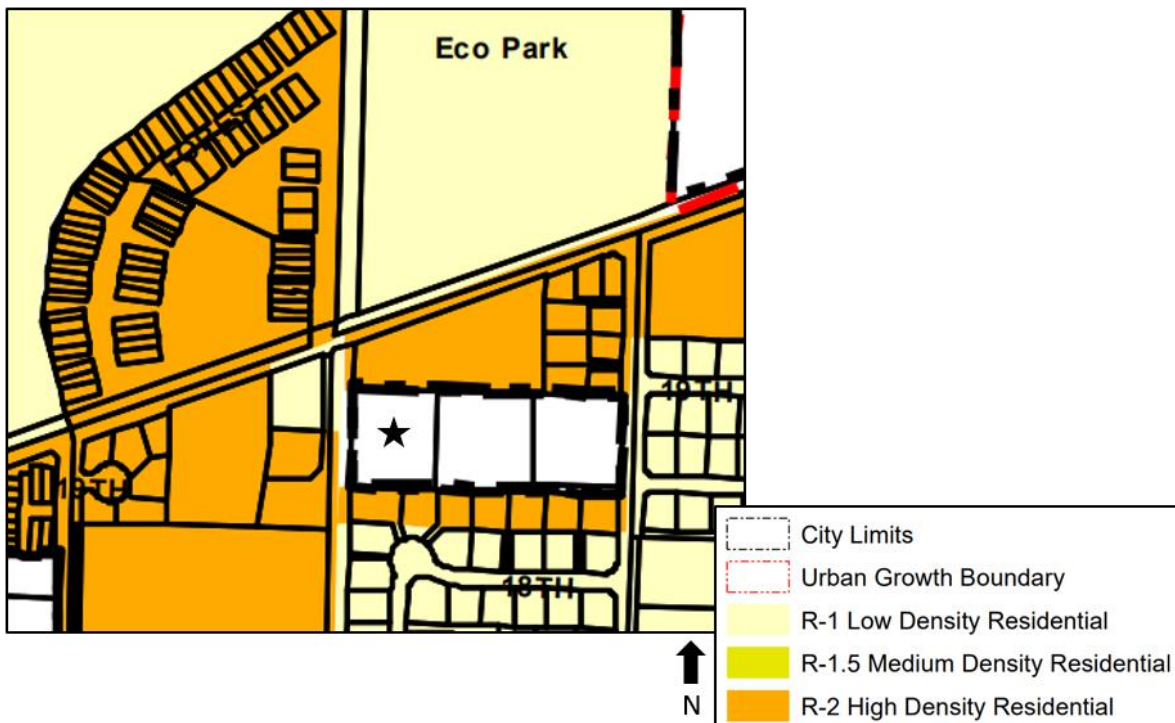 Eco Park
19TH
19TH
18TH
City Limits
Urban Growth Boundary
R-1 Low Density Residential
R-1.5 Medium Density Residential
N
R-2 High Density Residential